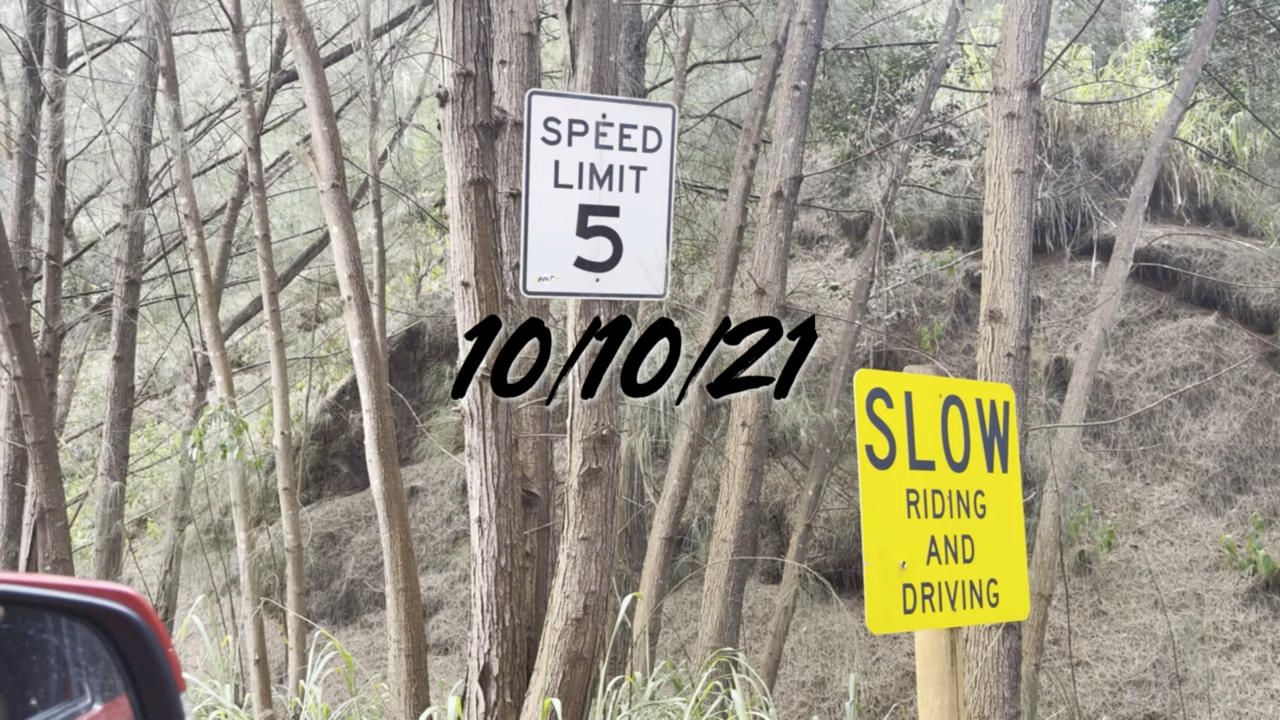 SPEED
LIMIT
5
10/10/21
SLOW
RIDING
AND
DRIVING